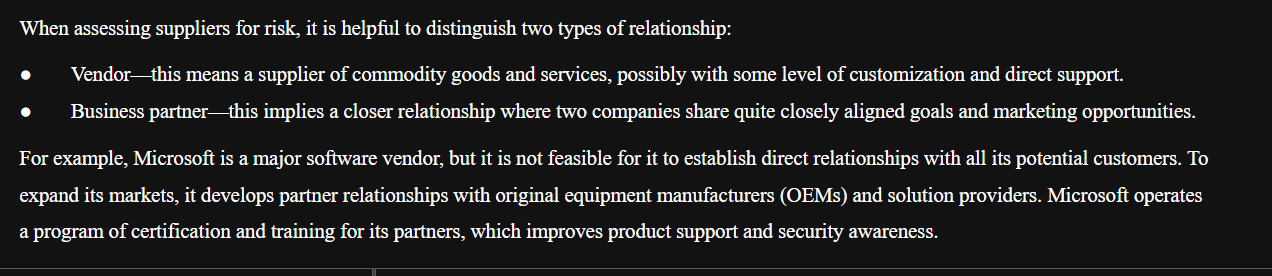 When assessing suppliers for risk, it is helpful to distinguish two types of relationship:
● Vendor—this means a supplier of commodity goods and services, possibly with some level of customization and direct support.
● Business partner—this implies a closer relationship where two companies share quite closely aligned goals and marketing opportunities.
For example, Microsoft is a major software vendor, but it is not feasible for it to establish direct relationships with all its potential customers. To
expand its markets, it develops partner relationships with original equipment manufacturers (OEMs) and solution providers. Microsoft operates
a program of certification and training for its partners, which improves product support and security awareness.